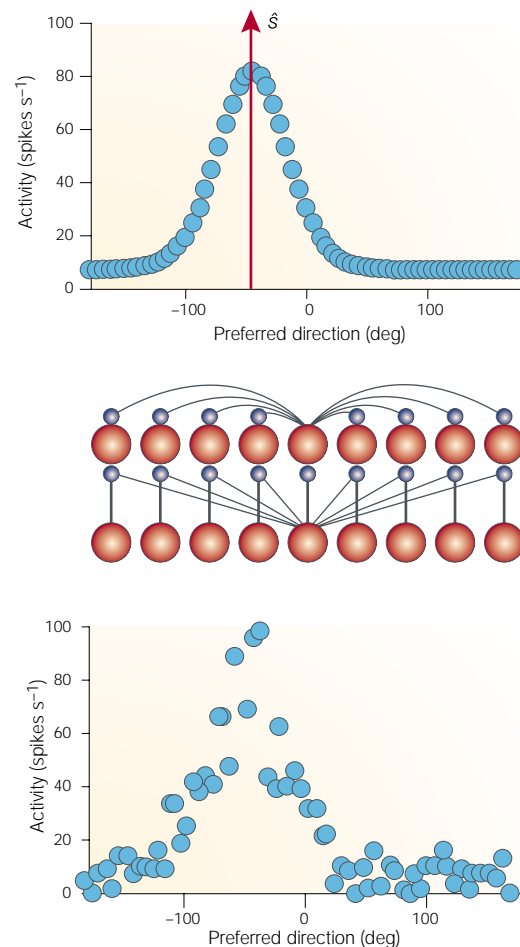 100
ŝ
80
60
40
20
0
Activity (spikes s⁻¹)
–100 0 100
Preferred direction (deg)
100
80
60
40
20
0
Activity (spikes s⁻¹)
–100 0 100
Preferred direction (deg)